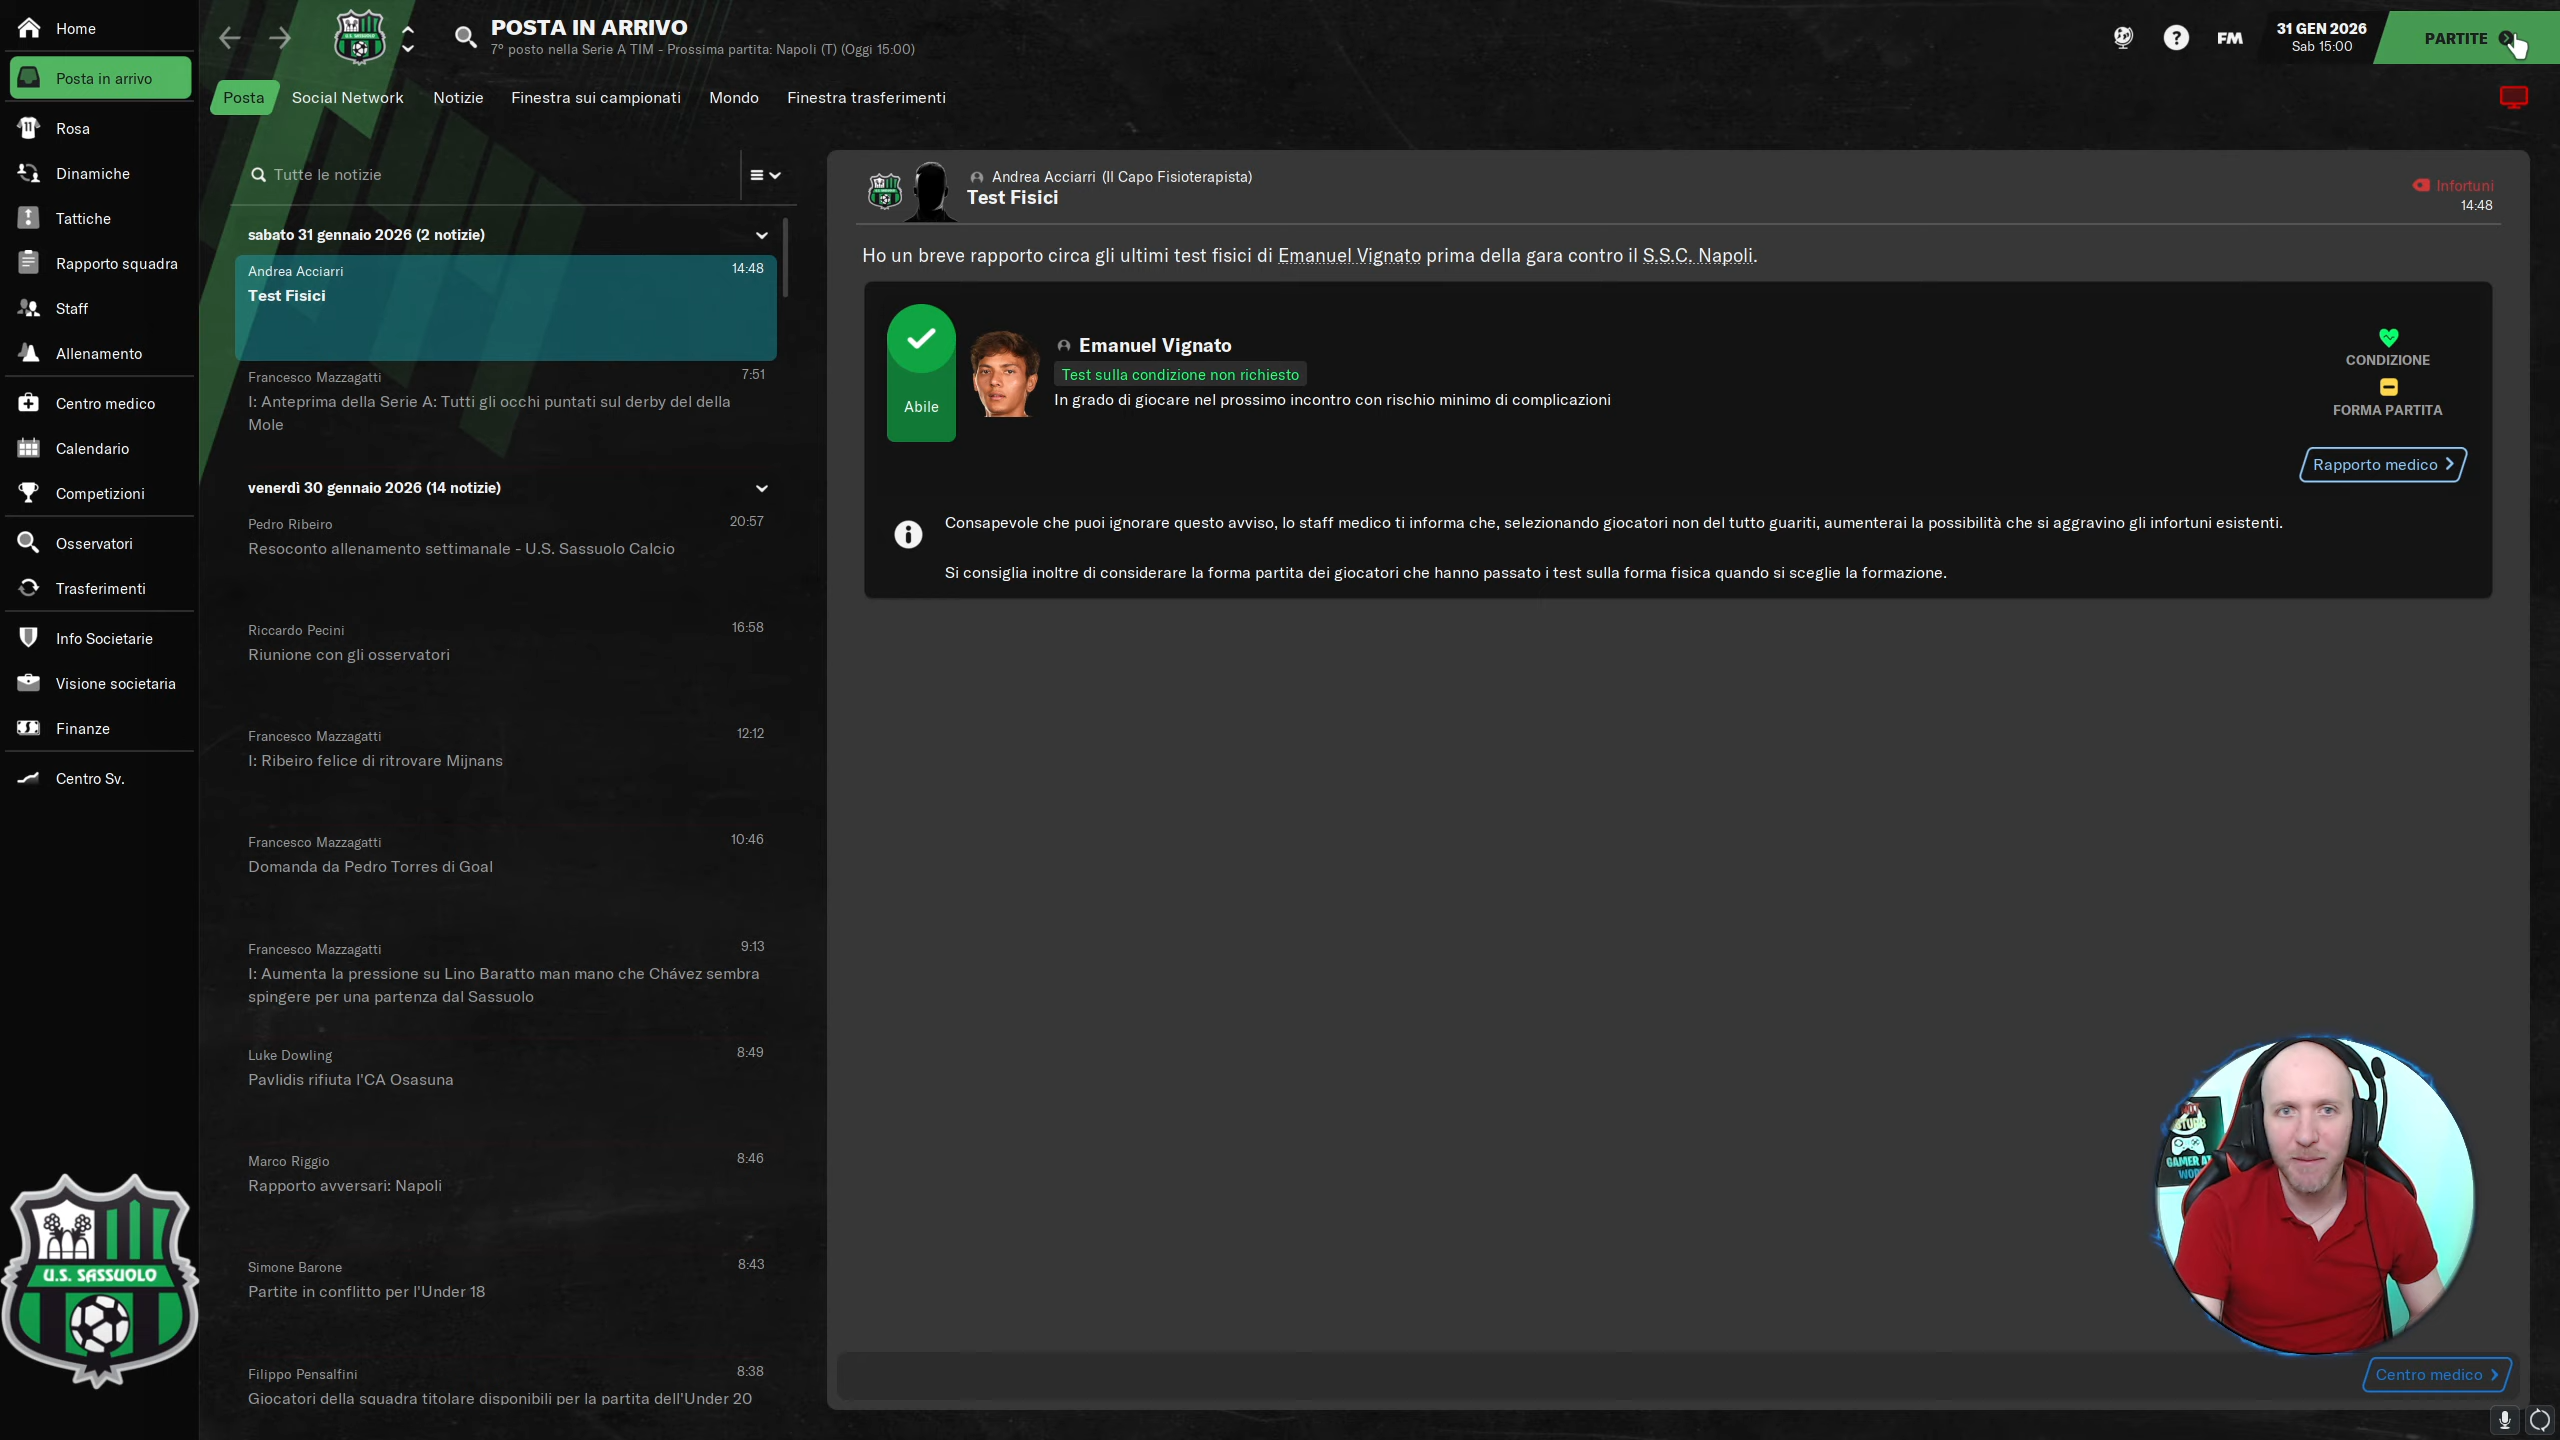 Home
Posta in arrivo
Rosa
Dinamiche
Tattiche
Rapporto squadra
Staff
Allenamento
Centro medico
Calendario
Competizioni
Osservatori
Trasferimenti
Info Societarie
Visione societaria
Finanze
Centro Sv.
U.S. SASSUOLO
POSTA IN ARRIVO
7° posto nella Serie A TIM - Prossima partita: Napoli (T) (Oggi 15:00)
FM
31 GEN 2026
Sab 15:00
PARTITE
Posta
Social Network
Notizie
Finestra sui campionati
Mondo
Finestra trasferimenti
Tutte le notizie
sabato 31 gennaio 2026 (2 notizie)
Andrea Acciarri
14:48
Test Fisici
Francesco Mazzagatti
7:51
I: Anteprima della Serie A: Tutti gli occhi puntati sul derby del della
Mole
venerdì 30 gennaio 2026 (14 notizie)
Pedro Ribeiro
20:57
Resoconto allenamento settimanale - U.S. Sassuolo Calcio
Riccardo Pecini
16:58
Riunione con gli osservatori
Francesco Mazzagatti
12:12
I: Ribeiro felice di ritrovare Mijnans
Francesco Mazzagatti
10:46
Domanda da Pedro Torres di Goal
Francesco Mazzagatti
9:13
I: Aumenta la pressione su Lino Baratto man mano che Chávez sembra
spingere per una partenza dal Sassuolo
Luke Dowling
8:49
Pavlidis rifiuta l'CA Osasuna
Marco Riggio
8:46
Rapporto avversari: Napoli
Simone Barone
8:43
Partite in conflitto per l'Under 18
Filippo Pensalfini
8:38
Giocatori della squadra titolare disponibili per la partita dell'Under 20
Andrea Acciarri (Il Capo Fisioterapista)
Test Fisici
Infortuni
14:48
Ho un breve rapporto circa gli ultimi test fisici di Emanuel Vignato prima della gara contro il S.S.C. Napoli.
Abile
Emanuel Vignato
Test sulla condizione non richiesto
In grado di giocare nel prossimo incontro con rischio minimo di complicazioni
CONDIZIONE
FORMA PARTITA
Rapporto medico
Consapevole che puoi ignorare questo avviso, lo staff medico ti informa che, selezionando giocatori non del tutto guariti, aumenterai la possibilità che si aggravino gli infortuni esistenti.
Si consiglia inoltre di considerare la forma partita dei giocatori che hanno passato i test sulla forma fisica quando si sceglie la formazione.
GAMER AT
WORK
Centro medico